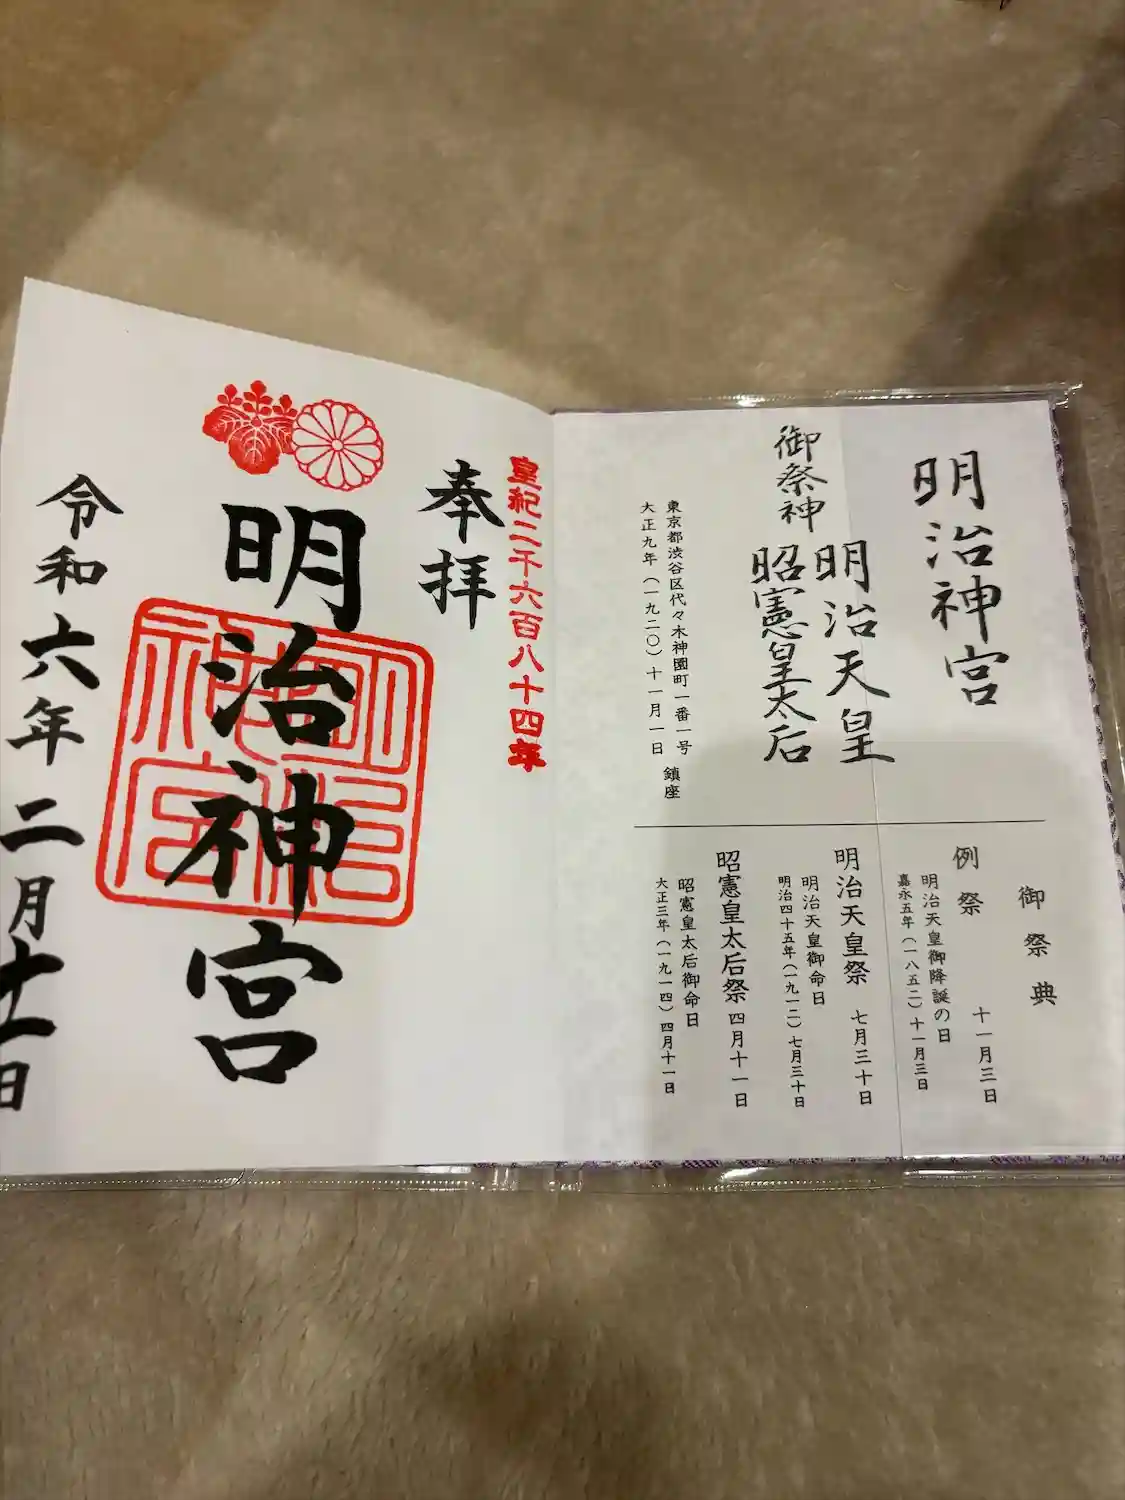 明治神宮
御祭神
明治天皇
昭憲皇太后
東京都渋谷区代々木神園町一番一号
大正九年(一九二〇)十一月一日 鎮座
御祭典
例祭 十一月三日
明治天皇御降誕の日
嘉永五年(一八五二)十一月三日
明治天皇祭 七月三十日
明治天皇御命日
明治四十五年(一九一二)七月三十日
昭憲皇太后祭 四月十一日
昭憲皇太后御命日
大正三年(一九一四)四月十一日
皇紀二千六百八十四年
奉拝
明治神宮
令和六年二月十一日